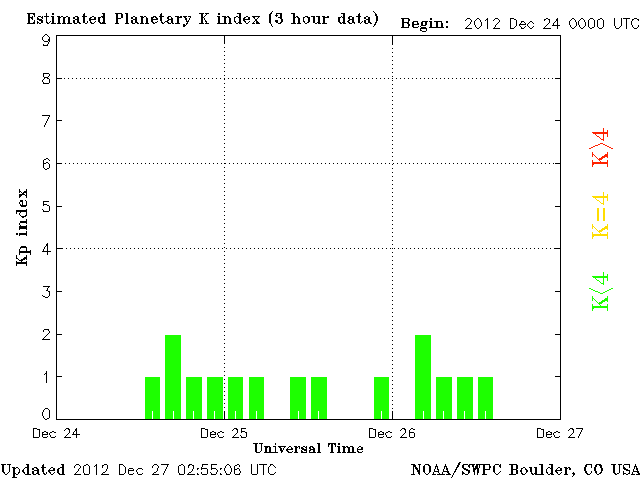 Estimated Planetary K index (3 hour data) Begin: 2012 Dec 24 0000 UTC
9
8
7
6
5
4
3
2
1
0
Kp index
K>4
K=4
K<4
Dec 24 Dec 25 Dec 26 Dec 27
Universal Time
Updated 2012 Dec 27 02:55:06 UTC NOAA/SWPC Boulder, CO USA